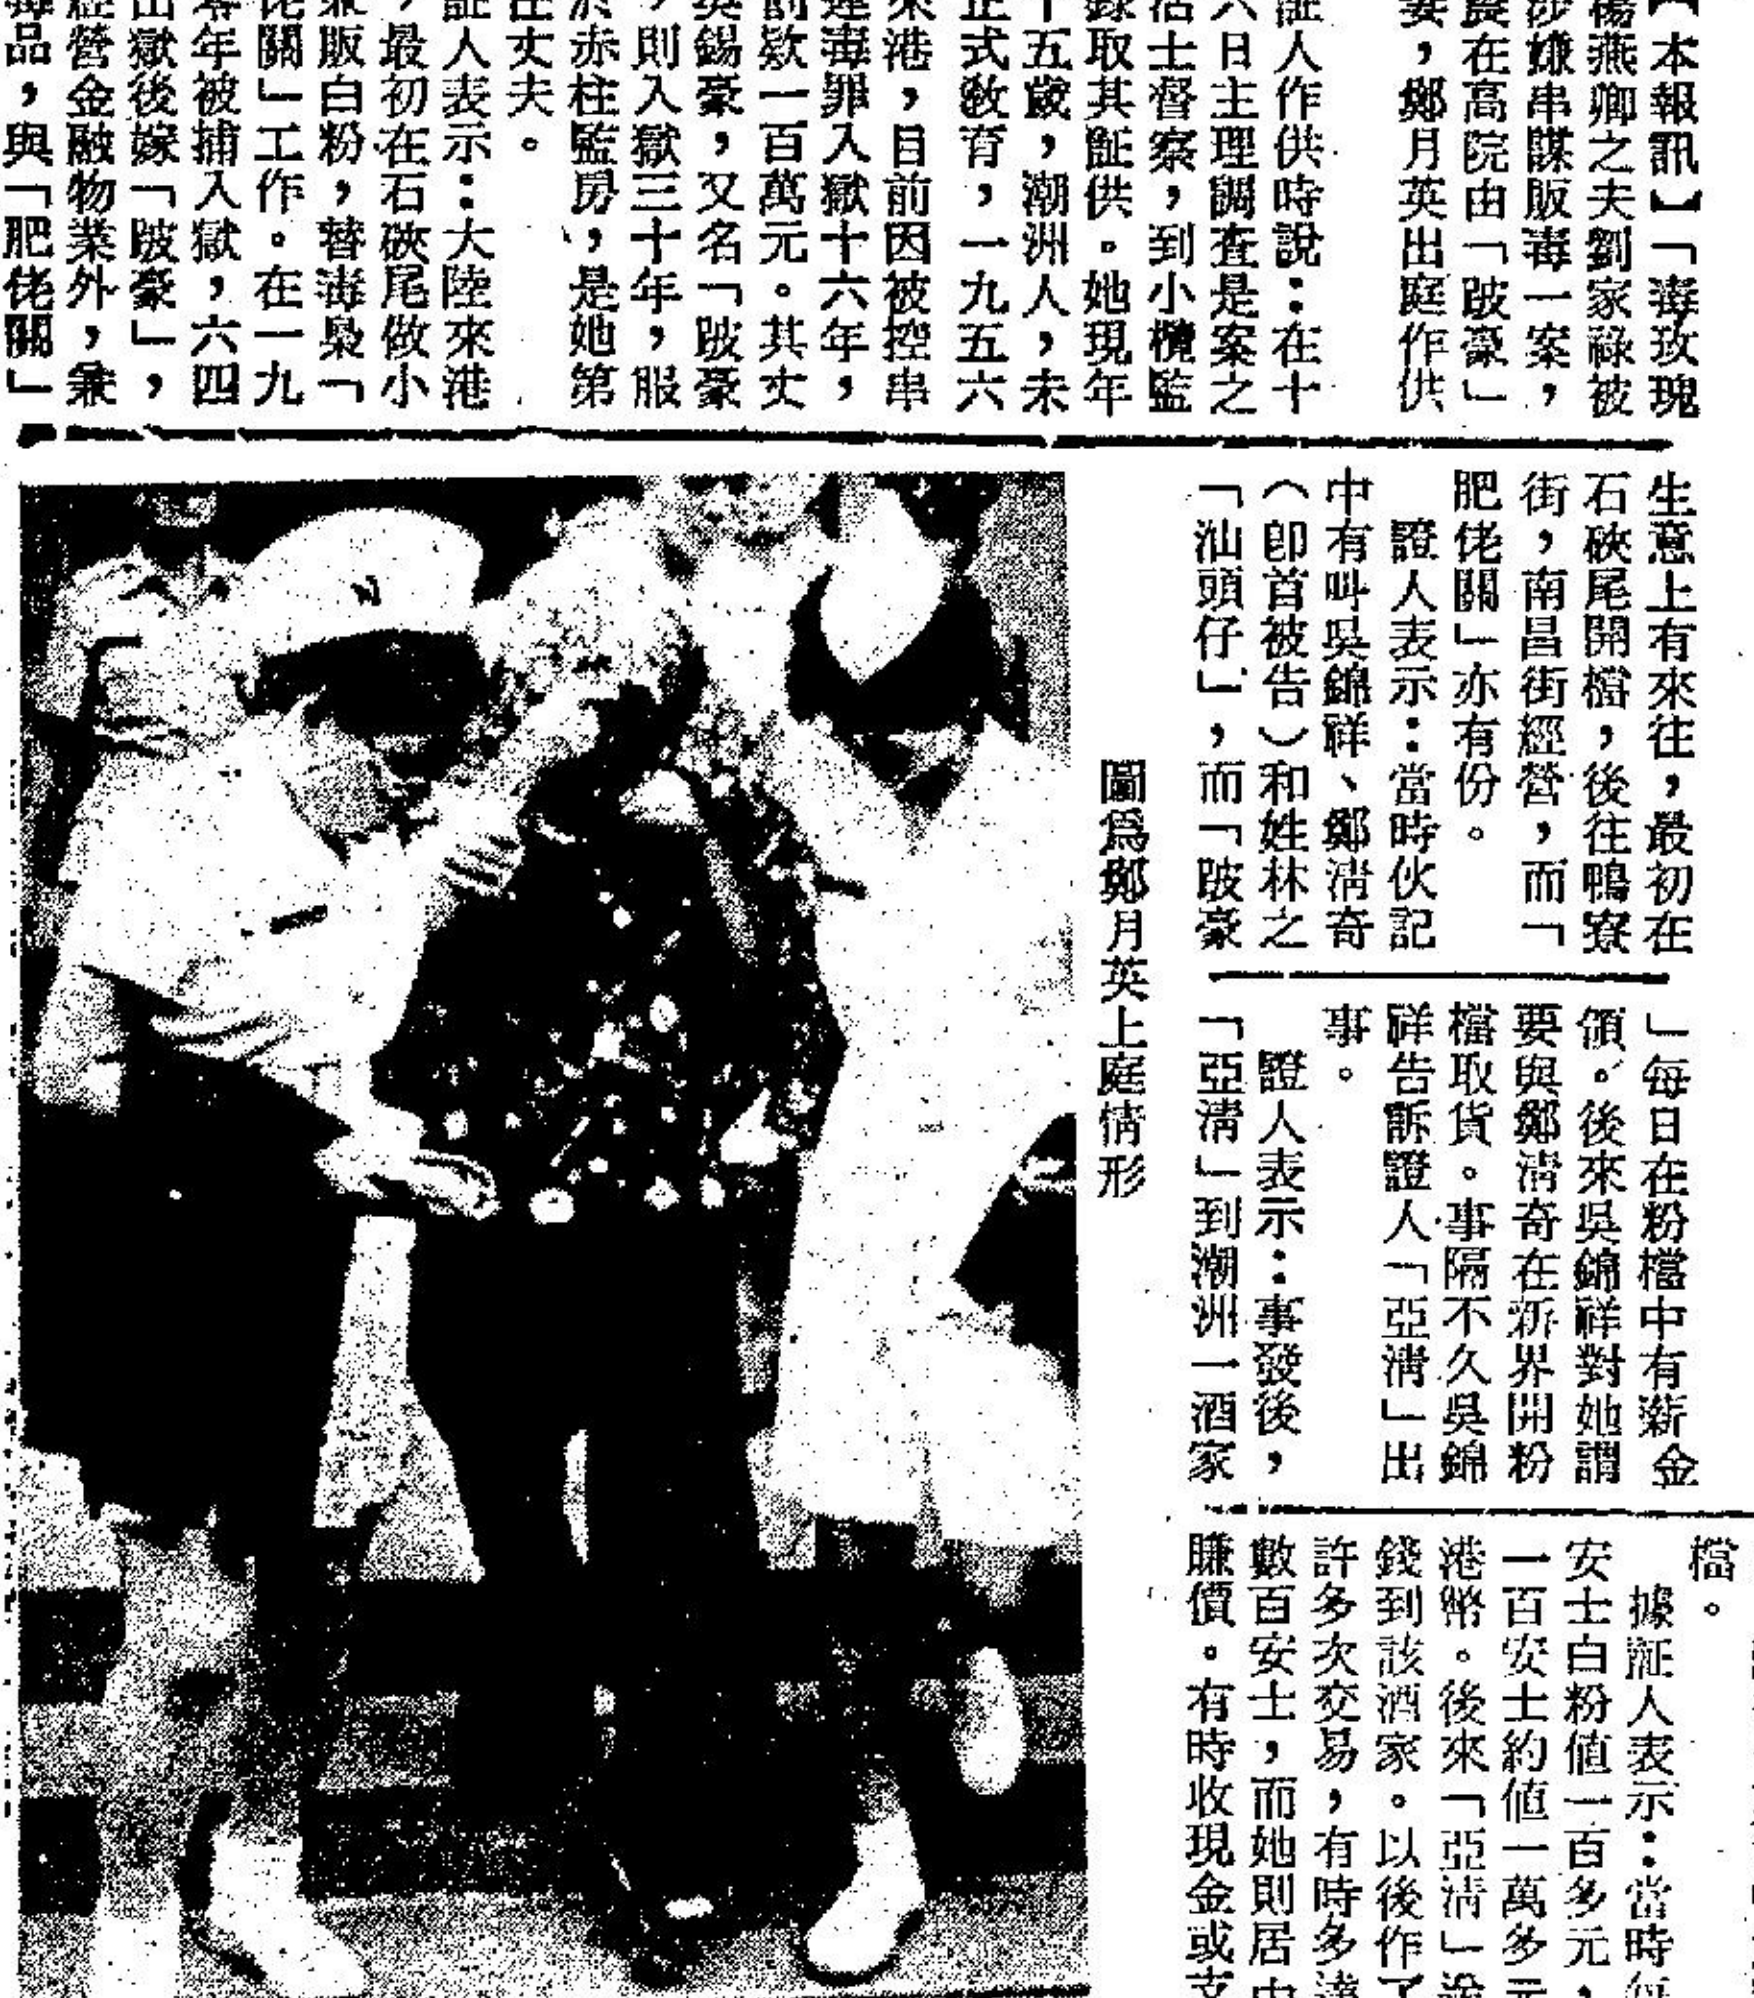 【本報訊】「毒玫瑰
楊燕卿之夫劉家祿被
涉嫌串謀販毒一案，
晨在高院由「跛豪」
妻，鄭月英出庭作供
証人作供時說：在十
六日主理調查是案之
活士督察，到小欖監
錄取其証供。她現年
十五歲，潮洲人，未
正式敎育，一九五六
來港，目前因被控串
運毒罪入獄十六年，
罰欵一百萬元。其丈
吳錫豪，又名「跛豪
，則入獄三十年，服
於赤柱監房，是她第
任丈夫。
証人表示：大陸來港
，最初在石硤尾做小
兼販白粉，替毒梟「
佬關」工作。在一九
零年被捕入獄，六四
出獄後嫁「跛豪」，
經營金融物業外，兼
毒品，與「肥佬關」
生意上有來往，最初在
石硤尾開檔，後往鴨寮
街，南昌街經營，而「
肥佬關」亦有份。
證人表示：當時伙記
中有叫吳錦祥、鄭清奇
（卽首被告）和姓林之
「汕頭仔」，而「跛豪
」每日在粉檔中有薪金
領。後來吳錦祥對她謂
要與鄭清奇在新界開粉
檔取貨。事隔不久吳錦
祥告訴證人「亞清」出
事。
證人表示：事發後，
「亞清」到潮洲一酒家
檔。
據証人表示：當時每
安士白粉値一百多元，
一百安士約値一萬多元
港幣。後來「亞清」說
錢到該酒家。以後作了
許多次交易，有時多達
數百安士，而她則居中
賺價。有時收現金或支
圖爲鄭月英上庭情形